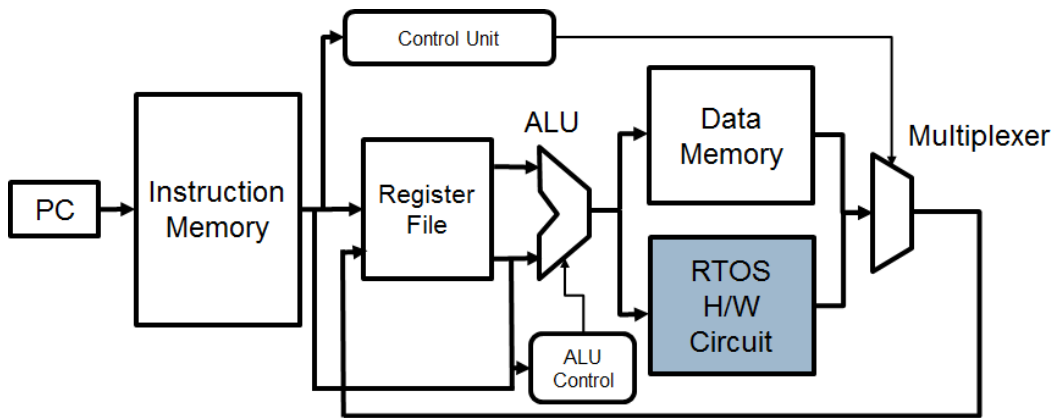 Control Unit
PC
Instruction
Memory
Register
File
ALU
Data
Memory
Multiplexer
RTOS
H/W
Circuit
ALU
Control